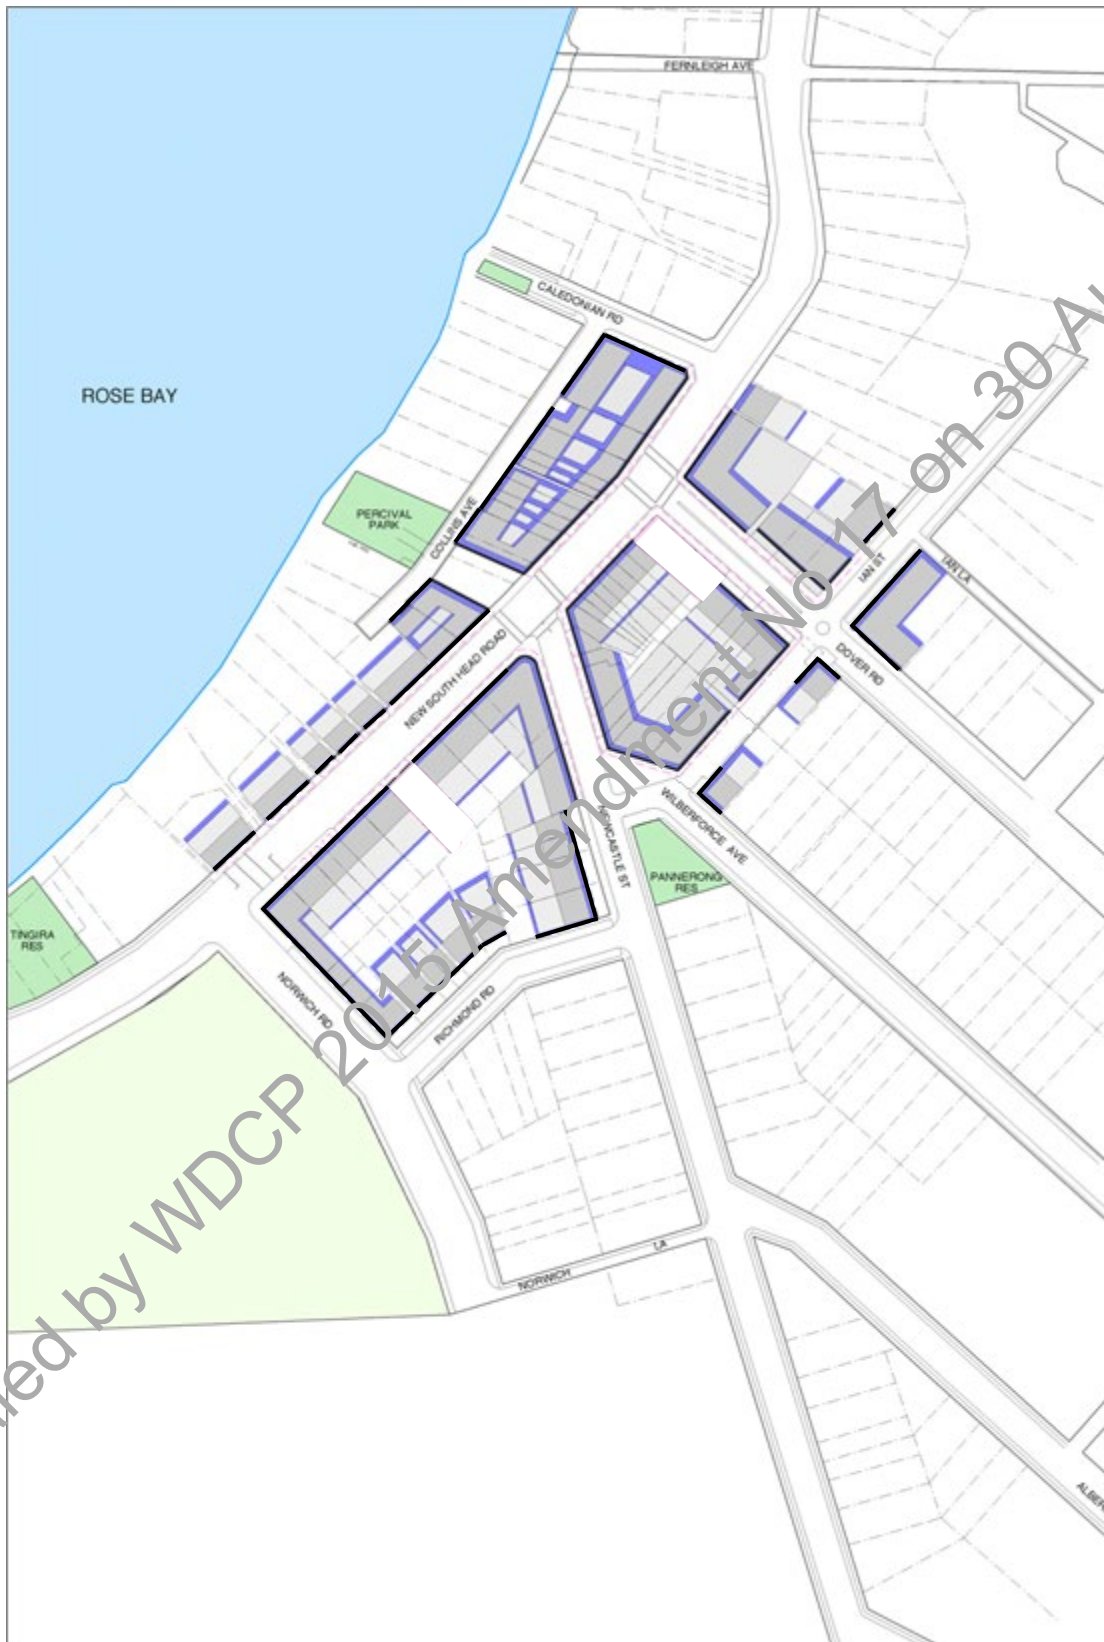 FERNLEIGH AVE
CALEDONIAN RD
ROSE BAY
PERCIVAL
PARK
COLLINS AVE
IAN ST
IAN LA
DOVER RD
NEW SOUTH HEAD ROAD
WILBERFORCE AVE
NEWCASTLE ST
PANNERONG
RES
TINGIRA
RES
NORWICH RD
RICHMOND RD
NORWICH LA
by WDCP 2015 Amendment No 17 on 30